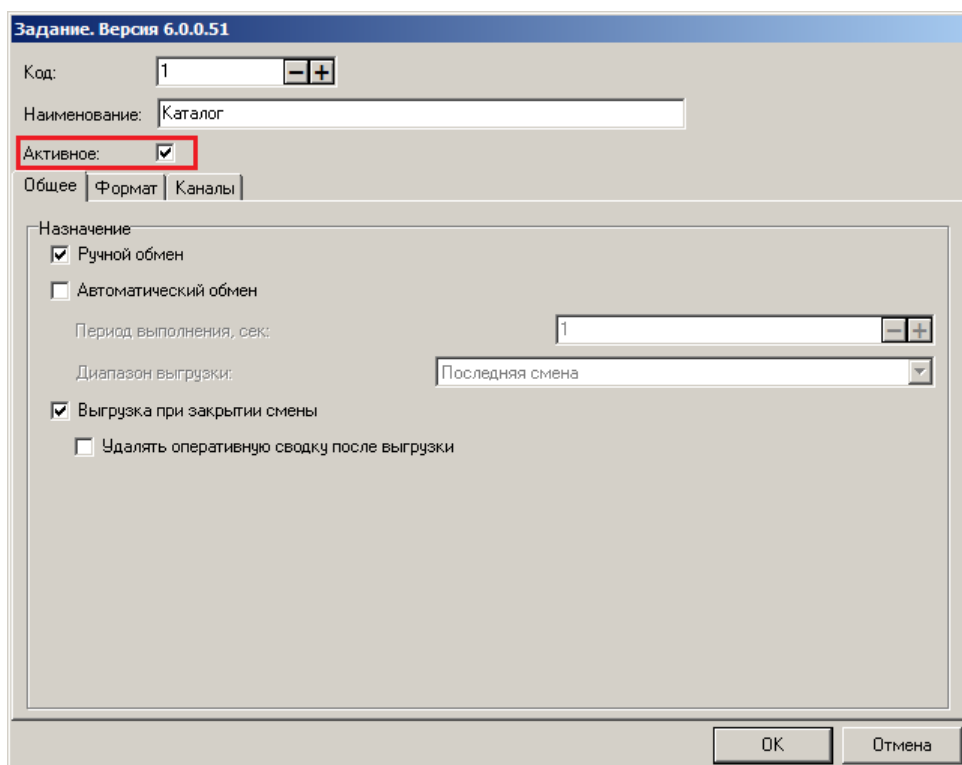 Задание. Версия 6.0.0.51
Код: 1
Наименование: Каталог
Активное:
Общее Формат Каналы
Назначение
Ручной обмен
Автоматический обмен
Период выполнения, сек: 1
Диапазон выгрузки: Последняя смена
Выгрузка при закрытии смены
Удалять оперативную сводку после выгрузки
OK Отмена